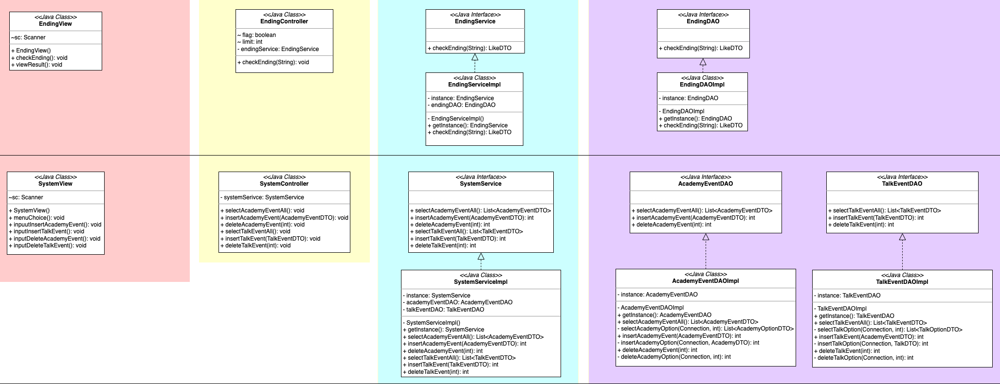 <<Java Class>>
EndingView
~sc: Scanner
+ EndingView()
+ checkEnding(): void
+ viewResult(): void
<<Java Class>>
EndingController
~ flag: boolean
~ limit: int
- endingService: EndingService
+ checkEnding(String): void
<<Java Interface>>
EndingService
+ checkEnding(String): LikeDTO
<<Java Class>>
EndingServiceImpl
- instance: EndingService
- endingDAO: EndingDAO
- EndingServiceImpl()
+ getInstance(): EndingService
+ checkEnding(String): LikeDTO
<<Java Interface>>
EndingDAO
+ checkEnding(String): LikeDTO
<<Java Class>>
EndingDAOImpl
- instance: EndingDAO
- EndingDAOImpl
+ getInstance(): EndingDAO
+ checkEnding(String): LikeDTO
<<Java Class>>
SystemView
~sc: Scanner
+ SystemView()
+ menuChoice(): void
+ inpuutInsertAcademyEvent(): void
+ inputInsertTalkEvent(): void
+ inputDeleteAcademyEvent(): void
+ inputDeleteTalkEvent(): void
<<Java Class>>
SystemController
- systemSerivce: SystemService
+ selectAcademyEventAll(): void
+ insertAcademyEvent(AcademyEventDTO): void
+ deleteAcademyEvent(int): void
+ selectTalkEventAll(): void
+ insertTalkEvent(TalkEventDTO): void
+ deleteTalkEvent(int): void
<<Java Interface>>
SystemService
+ selectAcademyEventAll(): List<AcademyEventDTO>
+ insertAcademyEvent(AcademyEventDTO): int
+ deleteAcademyEvent(int): int
+ selectTalkEventAll(): List<TalkEventDTO>
+ insertTalkEvent(TalkEventDTO): int
+ deleteTalkEvent(int): int
<<Java Class>>
SystemServiceImpl
- instance: SystemService
- academyEventDAO: AcademyEventDAO
- talkEventDAO: TalkEventDAO
- SystemServiceImpl()
+ getInstance(): SystemService
+ selectAcademyEventAll(): List<AcademyEventDTO>
+ insertAcademyEvent(AcademyEventDTO): int
+ deleteAcademyEvent(int): int
+ selectTalkEventAll(): List<TalkEventDTO>
+ insertTalkEvent(TalkEventDTO): int
+ deleteTalkEvent(int): int
<<Java Interface>>
AcademyEventDAO
+ selectAcademyEventAll(): List<AcademyEventDTO>
+ insertAcademyEvent(AcademyEventDTO): int
+ deleteAcademyEvent(int): int
<<Java Class>>
AcademyEventDAOImpl
- instance: AcademyEventDAO
- AcademyEventDAOImpl
+ getInstance(): AcademyEventDAO
+ selectAcademyEventAll(): List<AcademyEventDTO>
- selectAcademyOption(Connection, int): List<AcademyOptionDTO>
+ insertAcademyEvent(AcademyEventDTO): int
- insertAcademyOption(Connection, AcademyDTO): int
+ deleteAcademyEvent(int): int
- deleteAcademyOption(Connection, int): int
<<Java Interface>>
TalkEventDAO
+ selectTalkEventAll(): List<TalkEventDTO>
+ insertTalkEvent(TalkEventDTO): int
+ deleteTalkEvent(int): int
<<Java Class>>
TalkEventDAOImpl
- instance: TalkEventDAO
- TalkEventDAOImpl
+ getInstance(): TalkEventDAO
+ selectTalkEventAll(): List<TalkEventDTO>
- selectTalkOption(Connection, int): List<TalkOptionDTO>
+ insertTalkEvent(AcademyEventDTO): int
- insertTalkOption(Connection, TalkDTO): int
+ deleteTalkEvent(int): int
- deleteTalkOption(Connection, int): int